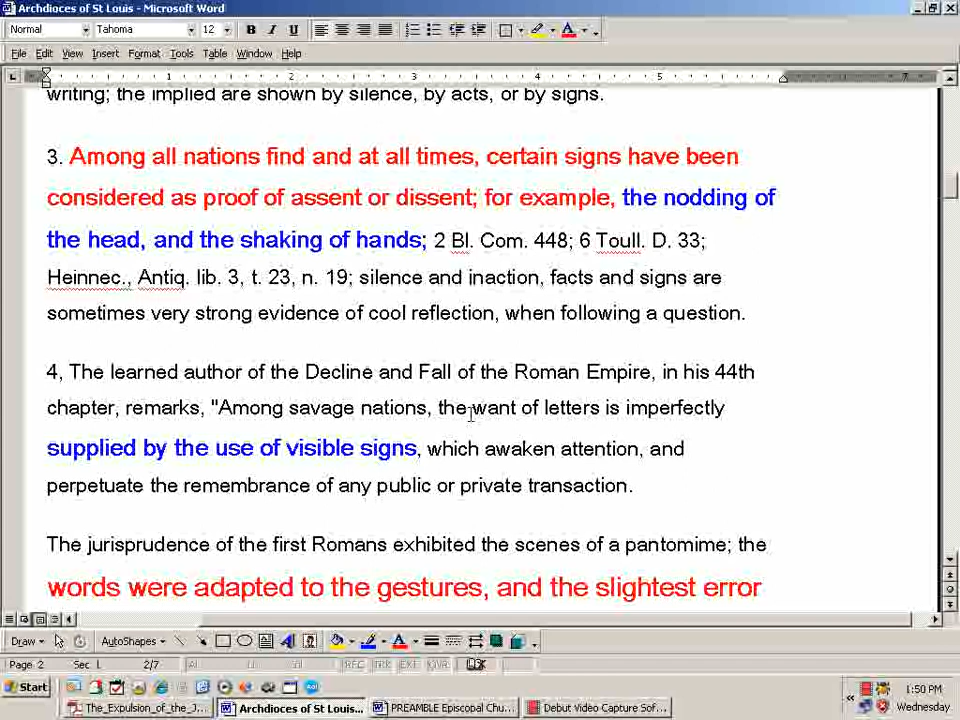 Archdioces of St Louis - Microsoft Word
Normal Tahoma 12 B I U
File Edit View Insert Format Tools Table Window Help
1 2 3 4 5 7
writing; the implied are shown by silence, by acts, or by signs.
3. Among all nations find and at all times, certain signs have been
considered as proof of assent or dissent; for example, the nodding of
the head, and the shaking of hands; 2 Bl. Com. 448; 6 Toull. D. 33;
Heinnec., Antiq. lib. 3, t. 23, n. 19; silence and inaction, facts and signs are
sometimes very strong evidence of cool reflection, when following a question.
4, The learned author of the Decline and Fall of the Roman Empire, in his 44th
chapter, remarks, "Among savage nations, the want of letters is imperfectly
supplied by the use of visible signs, which awaken attention, and
perpetuate the remembrance of any public or private transaction.
The jurisprudence of the first Romans exhibited the scenes of a pantomime; the
words were adapted to the gestures, and the slightest error
Draw AutoShapes
Page 2 Sec 1 2/7 REC TRK EXT OVR
Start 1:50 PM
The_Expulsion_of_the_J... Archdioces of St Louis... PREAMBLE Episcopal Chu... Debut Video Capture Sof... Wednesday